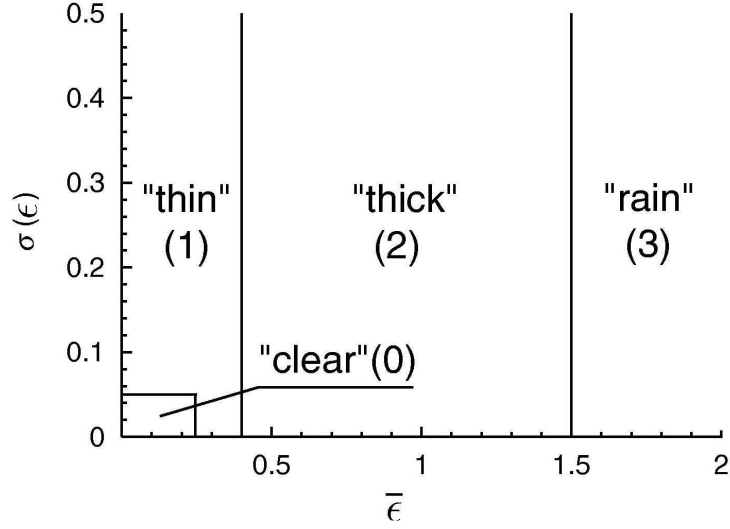 0.5
0.4
0.3
0.2
0.1
0
σ(ϵ)
"thin"
(1)
"thick"
(2)
"rain"
(3)
"clear"(0)
0.5
1
1.5
2
ϵ̅